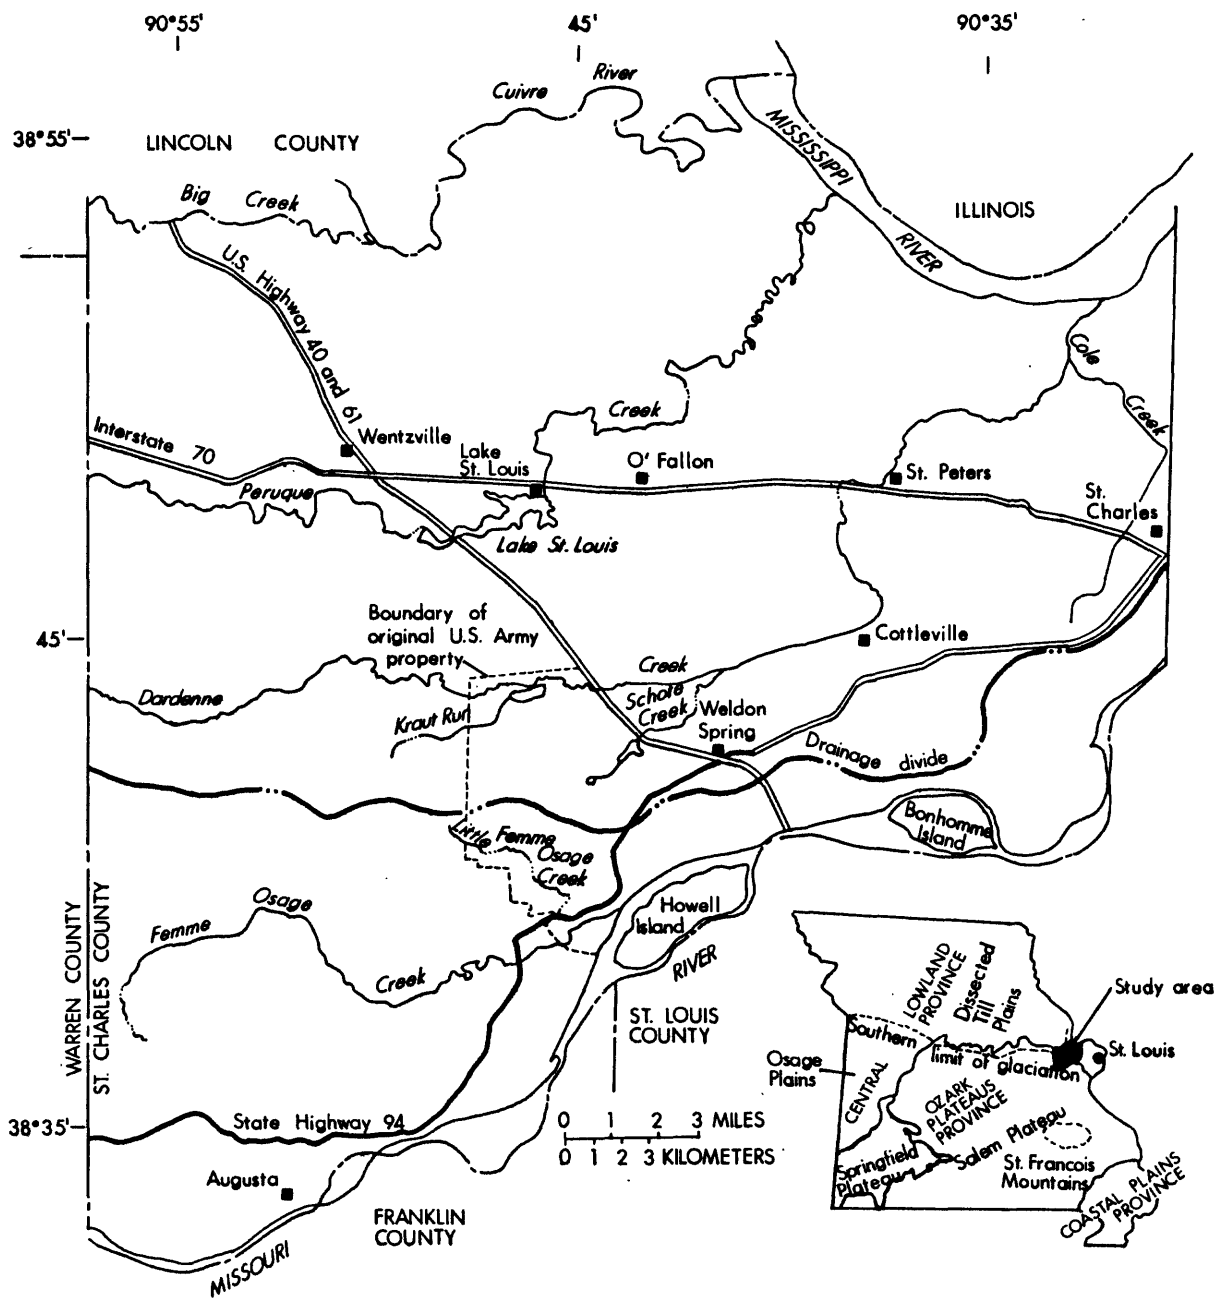 90°55'
45'
90°35'
38°55'
LINCOLN COUNTY
Cuivre
River
MISSISSIPPI
RIVER
ILLINOIS
Big Creek
U.S. Highway 40 and 61
Cole
Creek
Creek
Interstate 70
Wentzville
Lake
St. Louis
O' Fallon
St. Peters
St.
Charles
Peruque
Lake St. Louis
45'
Boundary of
original U.S. Army
property
Cottleville
Dardenne
Creek
Kraut Run
Schote
Creek
Weldon
Spring
Drainage divide
Little Femme
Osage
Creek
Bonhomme
Island
Howell
Island
RIVER
Femme
Osage
Creek
WARREN COUNTY
ST. CHARLES COUNTY
ST. LOUIS
COUNTY
38°35'
State Highway 94
0 1 2 3 MILES
0 1 2 3 KILOMETERS
Augusta
FRANKLIN
COUNTY
MISSOURI
LOWLAND
PROVINCE
Dissected
Till
Plains
Study area
Southern
limit of glaciation
St. Louis
Osage
Plains
CENTRAL
OZARK
PLATEAUS
PROVINCE
Springfield
Plateau
Salem Plateau
St. Francois
Mountains
COASTAL PLAINS
PROVINCE